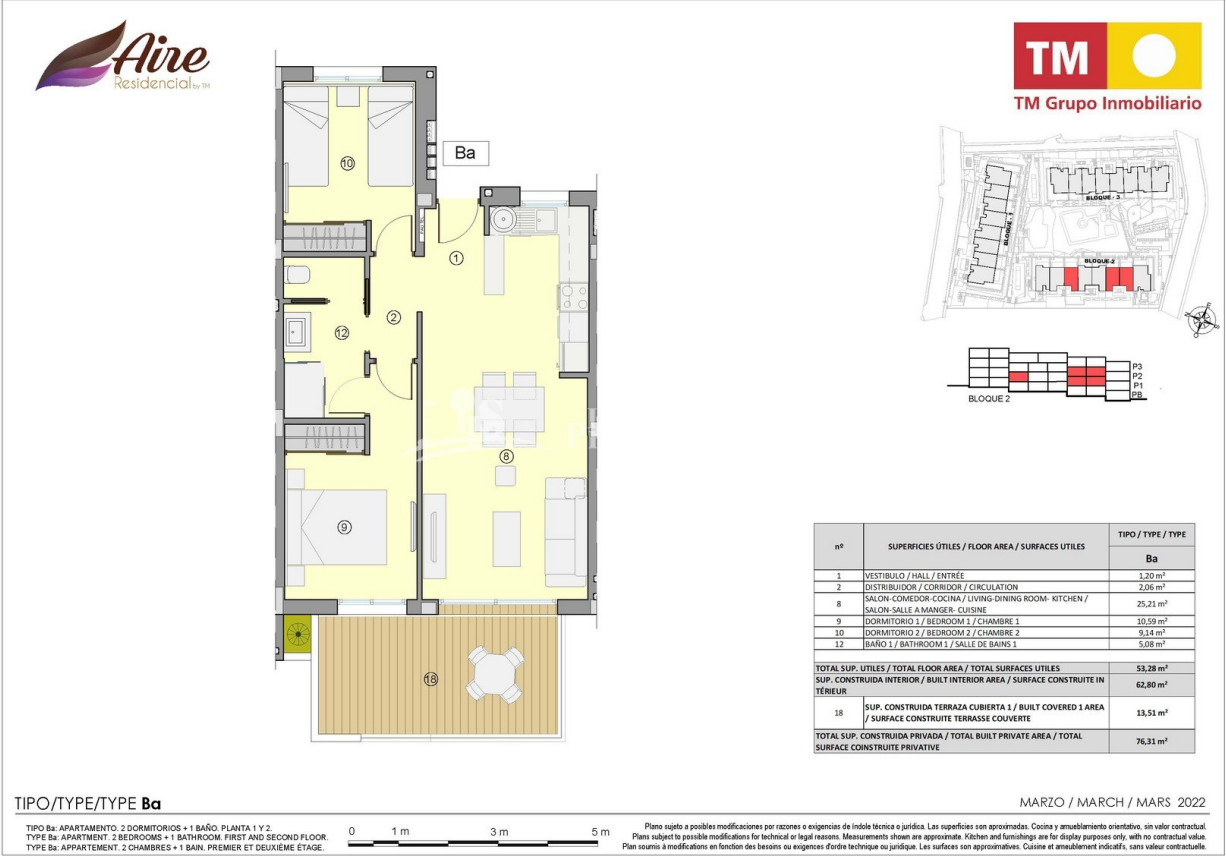 Aire
Residencial by TM
TM
TM Grupo Inmobiliario
Ba
10
1
PALTEL
2
12
8
9
18
BLOQUE - 3
BLOQUE - 1
BLOQUE-2
P3
P2
P1
PB
BLOQUE 2
nº SUPERFICIES ÚTILES / FLOOR AREA / SURFACES UTILES TIPO / TYPE / TYPE
Ba
1 VESTIBULO / HALL / ENTRÉE 1,20 m²
2 DISTRIBUIDOR / CORRIDOR / CIRCULATION 2,06 m²
8 SALON-COMEDOR-COCINA / LIVING-DINING ROOM- KITCHEN /
SALON-SALLE A MANGER- CUISINE 25,21 m²
9 DORMITORIO 1 / BEDROOM 1 / CHAMBRE 1 10,59 m²
10 DORMITORIO 2 / BEDROOM 2 / CHAMBRE 2 9,14 m²
12 BAÑO 1 / BATHROOM 1 / SALLE DE BAINS 1 5,08 m²
TOTAL SUP. UTILES / TOTAL FLOOR AREA / TOTAL SURFACES UTILES 53,28 m²
SUP. CONSTRUIDA INTERIOR / BUILT INTERIOR AREA / SURFACE CONSTRUITE IN
TÉRIEUR 62,80 m²
18 SUP. CONSTRUIDA TERRAZA CUBIERTA 1 / BUILT COVERED 1 AREA
/ SURFACE CONSTRUITE TERRASSE COUVERTE 13,51 m²
TOTAL SUP. CONSTRUIDA PRIVADA / TOTAL BUILT PRIVATE AREA / TOTAL
SURFACE COINSTRUITE PRIVATIVE 76,31 m²
TIPO/TYPE/TYPE Ba
MARZO / MARCH / MARS 2022
TIPO Ba: APARTAMENTO. 2 DORMITORIOS + 1 BAÑO. PLANTA 1 Y 2.
TYPE Ba: APARTMENT. 2 BEDROOMS + 1 BATHROOM. FIRST AND SECOND FLOOR.
TYPE Ba: APPARTEMENT. 2 CHAMBRES + 1 BAIN. PREMIER ET DEUXIÈME ÉTAGE.
0 1 m 3 m 5 m
Plano sujeto a posibles modificaciones por razones o exigencias de índole técnica o jurídica. Las superficies son aproximadas. Cocina y amueblamiento orientativo, sin valor contractual.
Plans subject to possible modifications for technical or legal reasons. Measurements shown are approximate. Kitchen and furnishings are for display purposes only, with no contractual value.
Plan soumis à modifications en fonction des besoins ou exigences d'ordre technique ou juridique. Les surfaces son approximatives. Cuisine et ameublement indicatifs, sans valeur contractuelle.